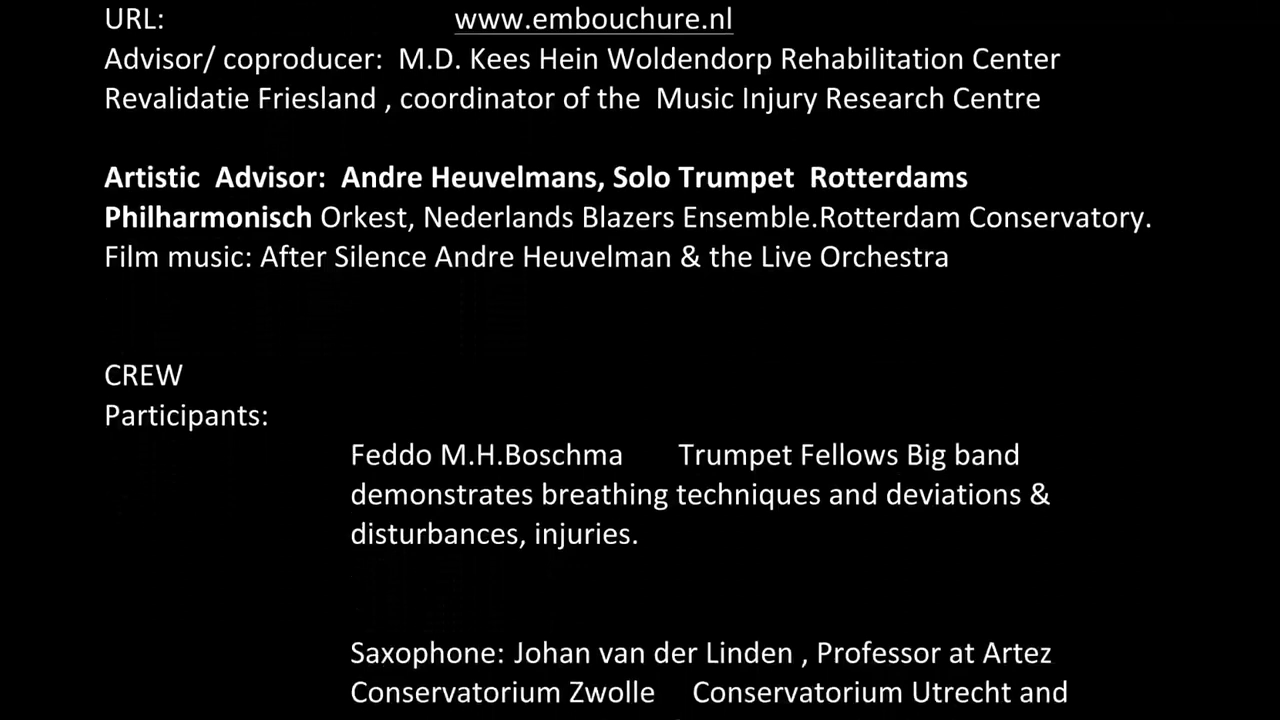 URL: www.embouchure.nl
Advisor/ coproducer: M.D. Kees Hein Woldendorp Rehabilitation Center
Revalidatie Friesland , coordinator of the Music Injury Research Centre
Artistic Advisor: Andre Heuvelmans, Solo Trumpet Rotterdams
Philharmonisch Orkest, Nederlands Blazers Ensemble.Rotterdam Conservatory.
Film music: After Silence Andre Heuvelman & the Live Orchestra
CREW
Participants:
Feddo M.H.Boschma Trumpet Fellows Big band
demonstrates breathing techniques and deviations &
disturbances, injuries.
Saxophone: Johan van der Linden , Professor at Artez
Conservatorium Zwolle Conservatorium Utrecht and